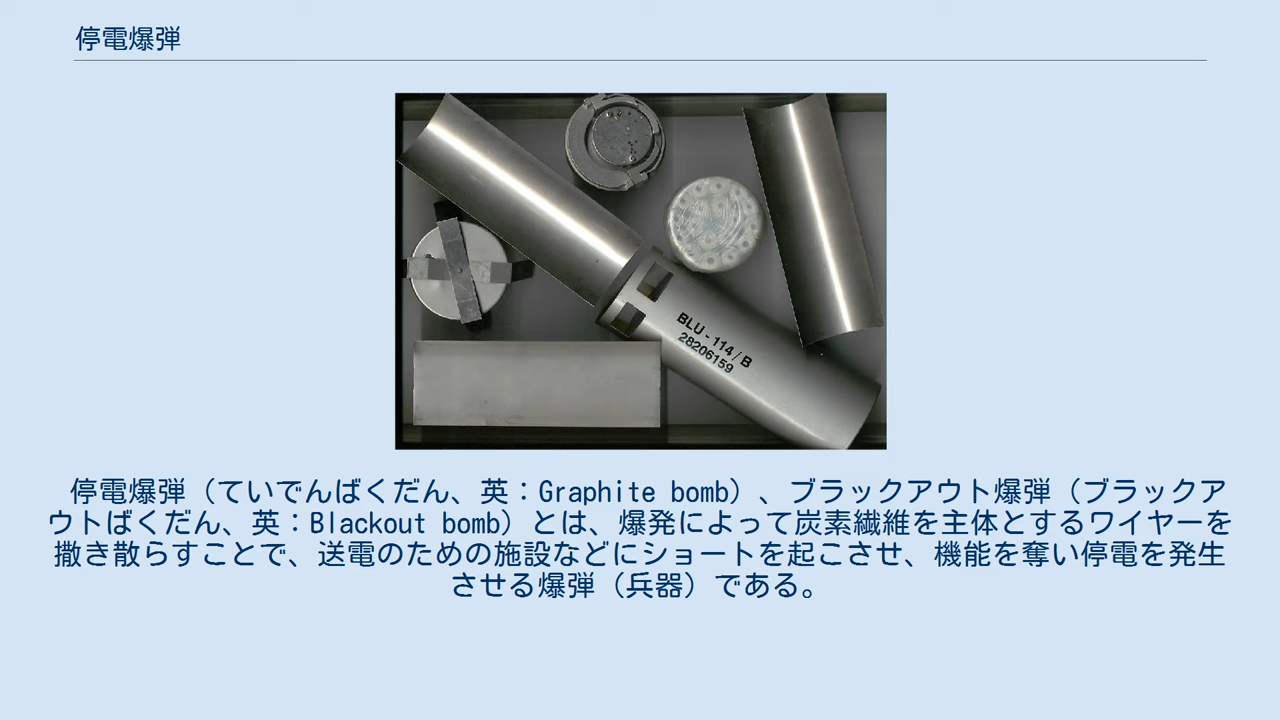 停電爆弾
BLU - 114 / B
28206159
停電爆弾（ていでんばくだん、英：Graphite bomb）、ブラックアウト爆弾（ブラックア
ウトばくだん、英：Blackout bomb）とは、爆発によって炭素繊維を主体とするワイヤーを
撒き散らすことで、送電のための施設などにショートを起こさせ、機能を奪い停電を発生
させる爆弾（兵器）である。